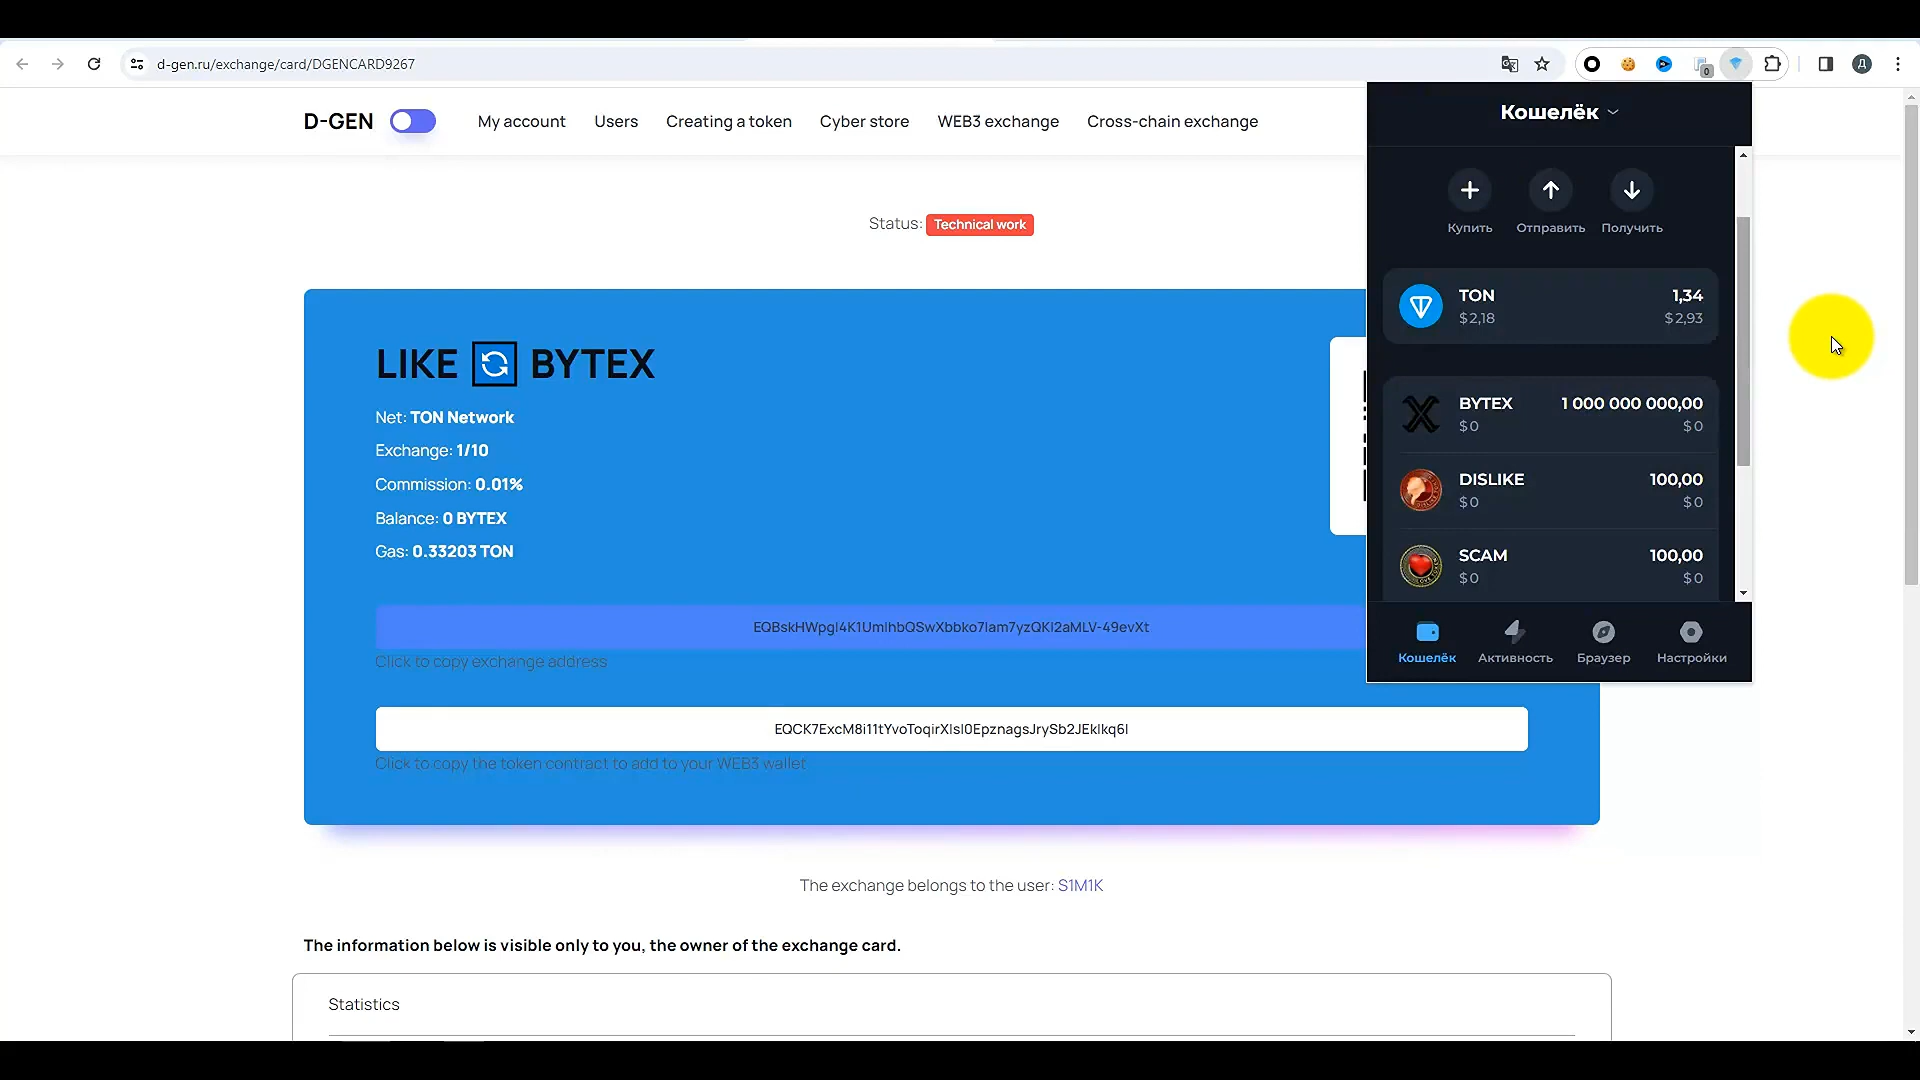 d-gen.ru/exchange/card/DGENCARD9267
0
Д
D-GEN
My account
Users
Creating a token
Cyber store
WEB3 exchange
Cross-chain exchange
Status: Technical work
LIKE BYTEX
Net: TON Network
Exchange: 1/10
Commission: 0.01%
Balance: 0 BYTEX
Gas: 0.33203 TON
EQBskHWpgI4K1UmIhbQSwXbbko7Iam7yzQKI2aMLV-49evXt
Click to copy exchange address
EQCK7ExcM8i11tYvoToqirXIsI0EpznagsJrySb2JEkIkq6I
Click to copy the token contract to add to your WEB3 wallet
The exchange belongs to the user: S1M1K
The information below is visible only to you, the owner of the exchange card.
Statistics
Кошелёк
Купить
Отправить
Получить
TON 1,34
$2,18 $2,93
BYTEX 1 000 000 000,00
$0 $0
DISLIKE 100,00
$0 $0
SCAM 100,00
$0 $0
Кошелёк
Активность
Браузер
Настройки